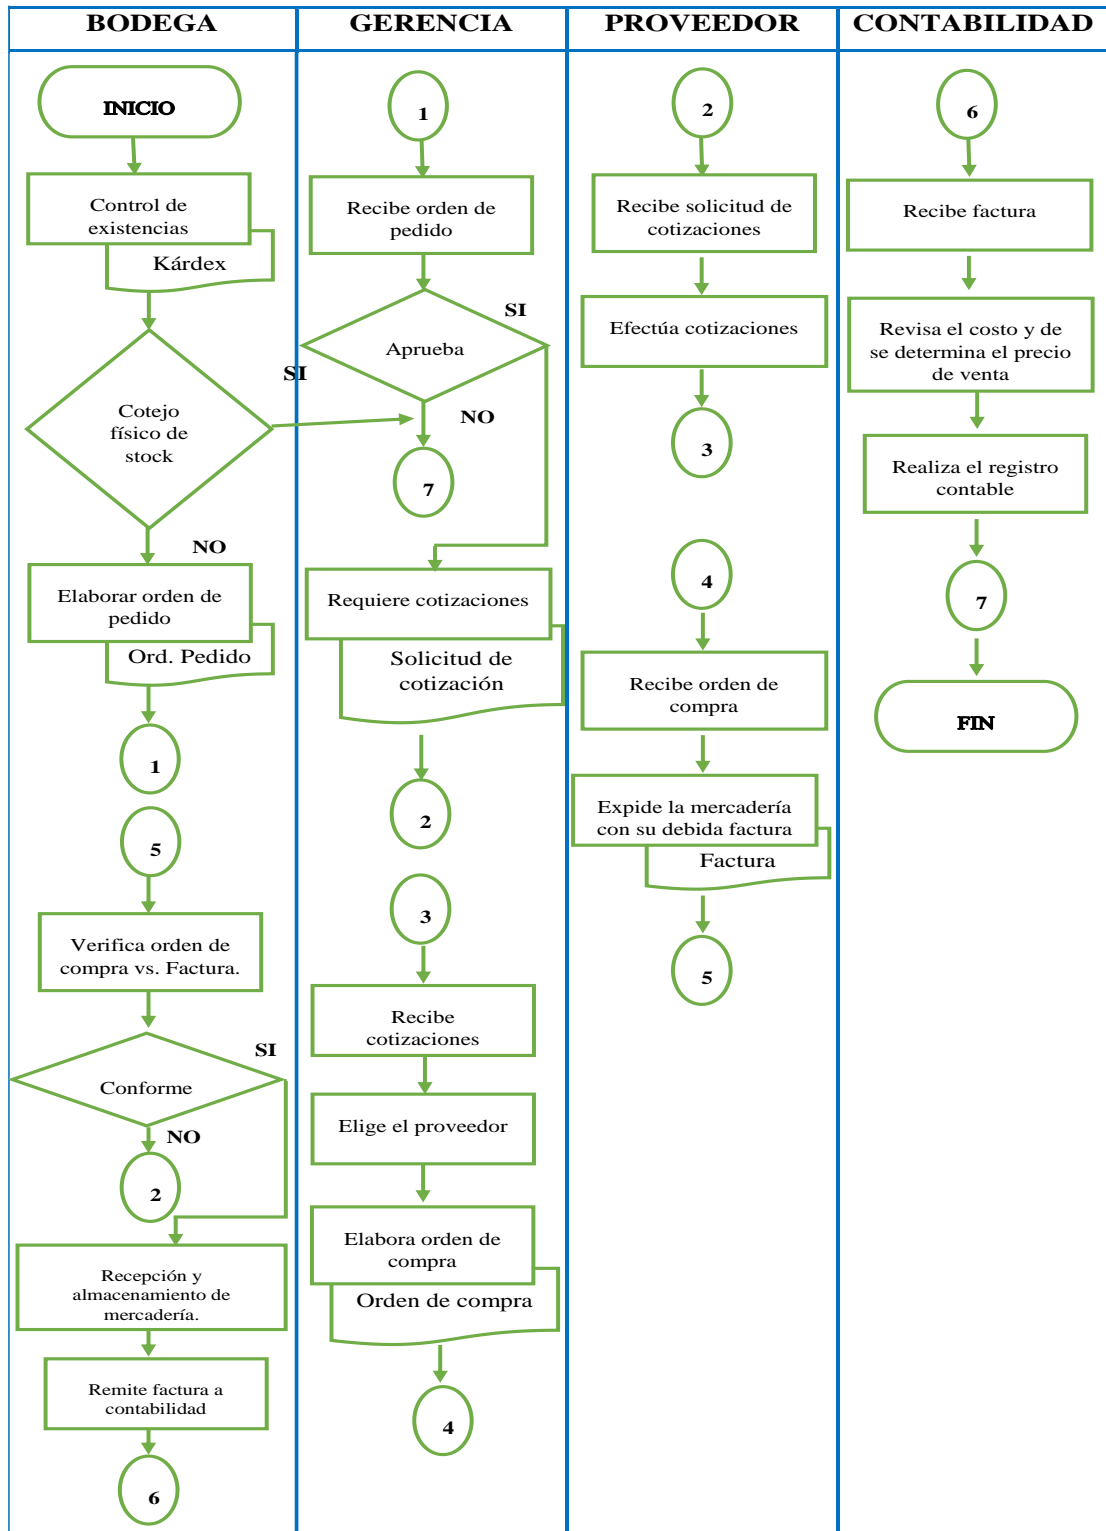 BODEGA
INICIO
Control de
existencias
Kárdex
SI
Cotejo
físico de
stock
NO
Elaborar orden de
pedido
Ord. Pedido
1
5
Verifica orden de
compra vs. Factura.
SI
Conforme
NO
2
Recepción y
almacenamiento de
mercadería.
Remite factura a
contabilidad
6
GERENCIA
1
Recibe orden de
pedido
SI
Aprueba
NO
7
Requiere cotizaciones
Solicitud de
cotización
2
3
Recibe
cotizaciones
Elige el proveedor
Elabora orden de
compra
Orden de compra
4
PROVEEDOR
2
Recibe solicitud de
cotizaciones
Efectúa cotizaciones
3
4
Recibe orden de
compra
Expide la mercadería
con su debida factura
Factura
5
CONTABILIDAD
6
Recibe factura
Revisa el costo y de
se determina el precio
de venta
Realiza el registro
contable
7
FIN